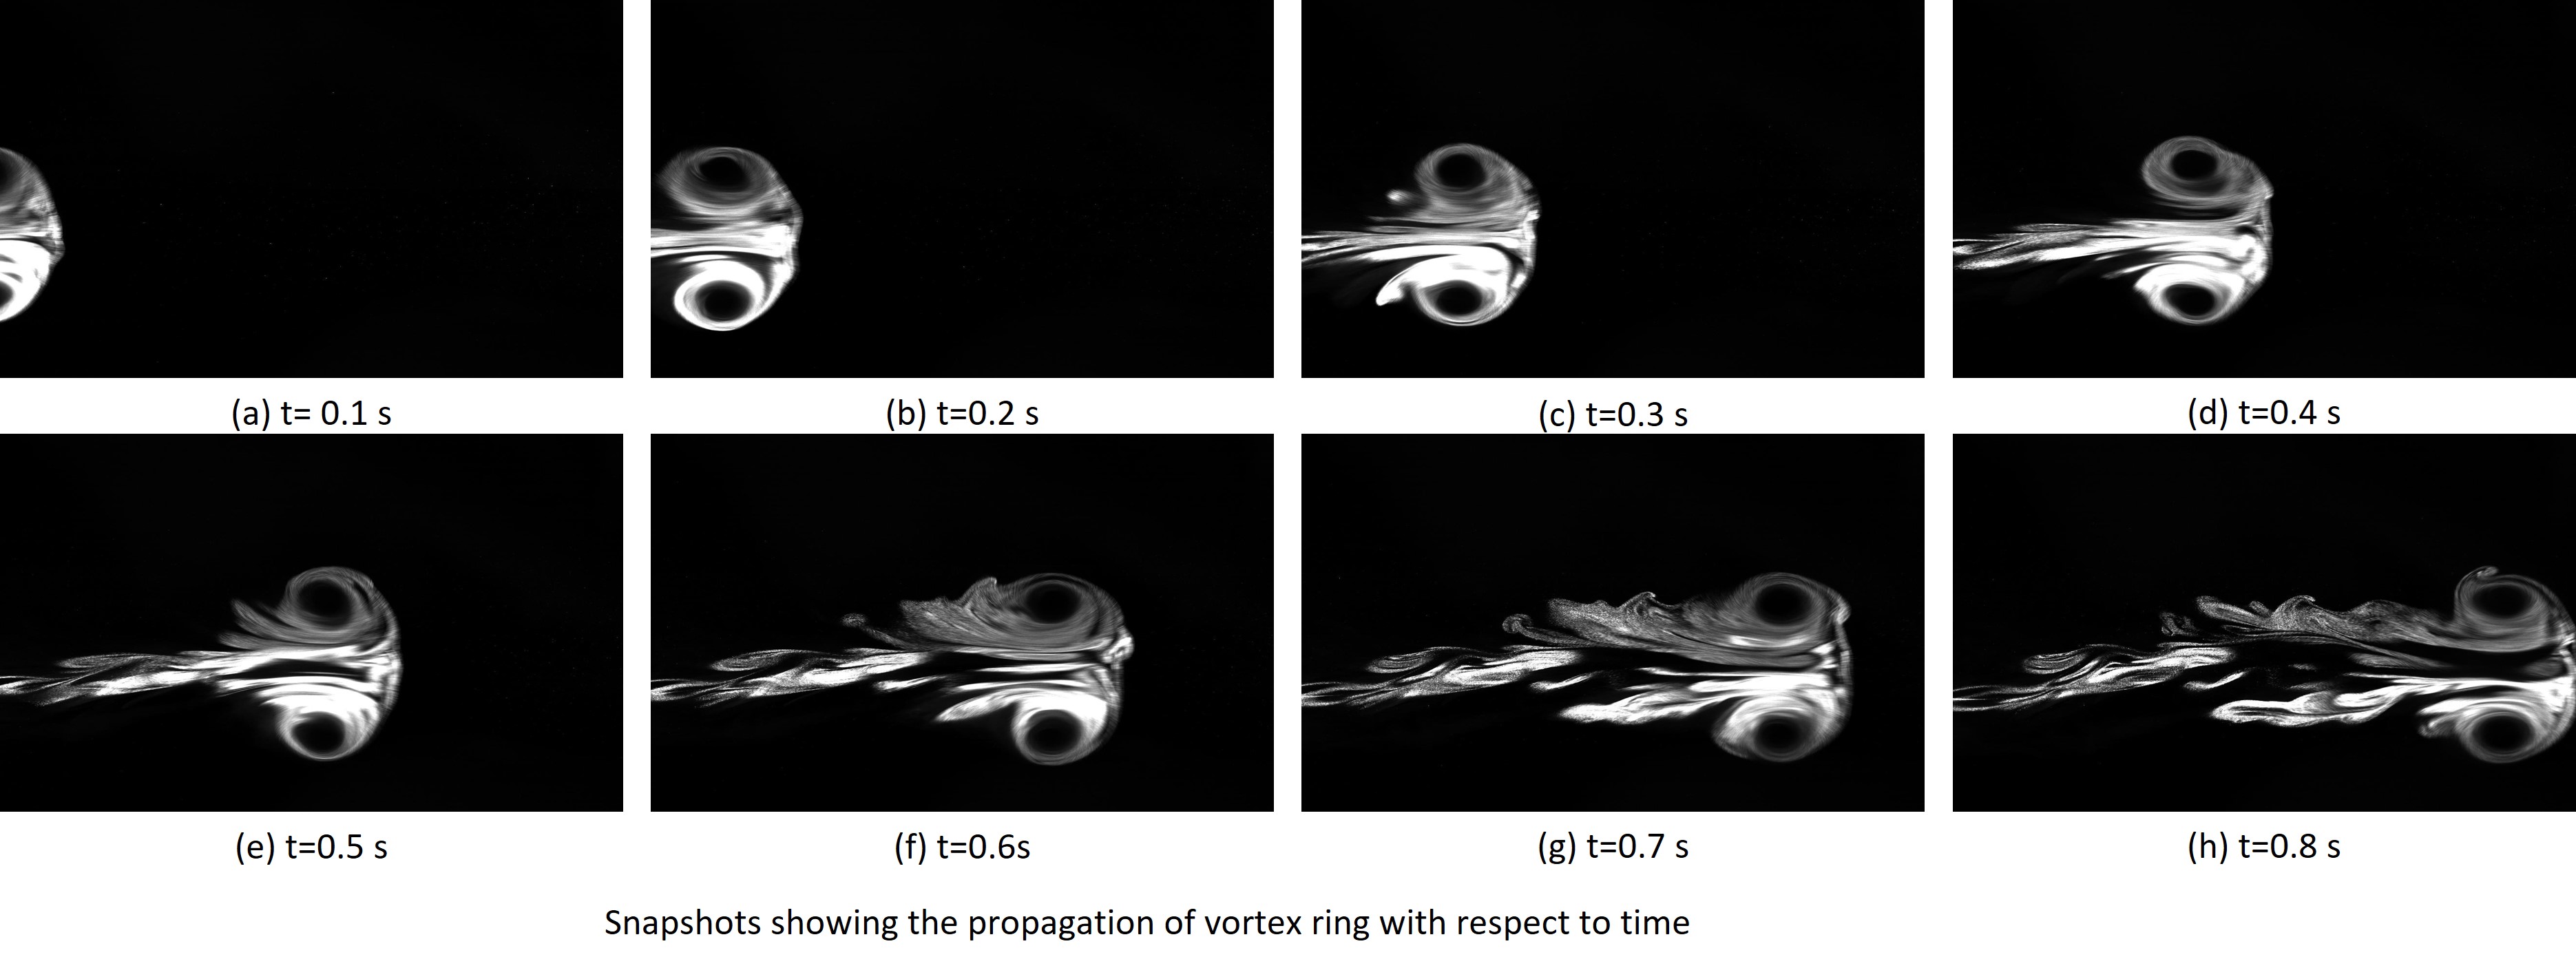 (a) t= 0.1 s
(b) t=0.2 s
(c) t=0.3 s
(d) t=0.4 s
(e) t=0.5 s
(f) t=0.6s
(g) t=0.7 s
(h) t=0.8 s
Snapshots showing the propagation of vortex ring with respect to time